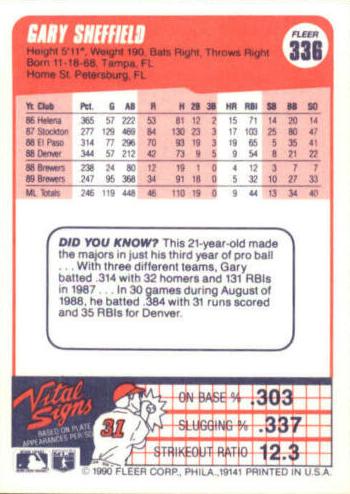 GARY SHEFFIELD
FLEER
336
Height 5'11", Weight 190, Bats Right, Throws Right
Born 11-18-68, Tampa, FL
Home St. Petersburg, FL
Yr. Club Pct. G AB R H 2B 3B HR RBI SB BB SO
86 Helena .365 57 222 53 81 12 2 15 71 14 20 14
87 Stockton .277 129 469 84 130 23 3 17 103 25 80 47
88 El Paso .314 77 296 70 93 19 3 19 65 5 35 41
88 Denver .344 57 212 42 73 9 5 9 54 8 21 22
88 Brewers .238 24 80 12 19 1 0 4 12 3 7 7
89 Brewers .247 95 368 34 91 18 0 5 32 10 27 33
ML Totals .246 119 448 46 110 19 0 9 44 13 34 40
DID YOU KNOW? This 21-year-old made
the majors in just his third year of pro ball
. . . With three different teams, Gary
batted .314 with 32 homers and 131 RBIs
in 1987 . . . In 30 games during August of
1988, he batted .384 with 31 runs scored
and 35 RBIs for Denver.
Vital
Signs
BASED ON PLATE
APPEARANCES PER SO
31
ON BASE % .303
SLUGGING % .337
STRIKEOUT RATIO 12.3
© 1990 FLEER CORP., PHILA., 19141 PRINTED IN U.S.A.